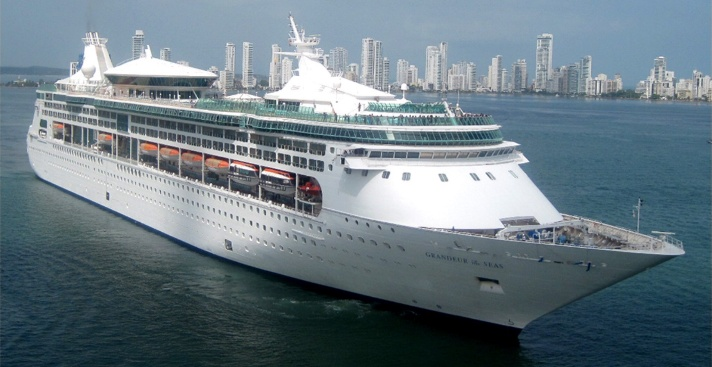 GRANDEUR OF THE SEAS